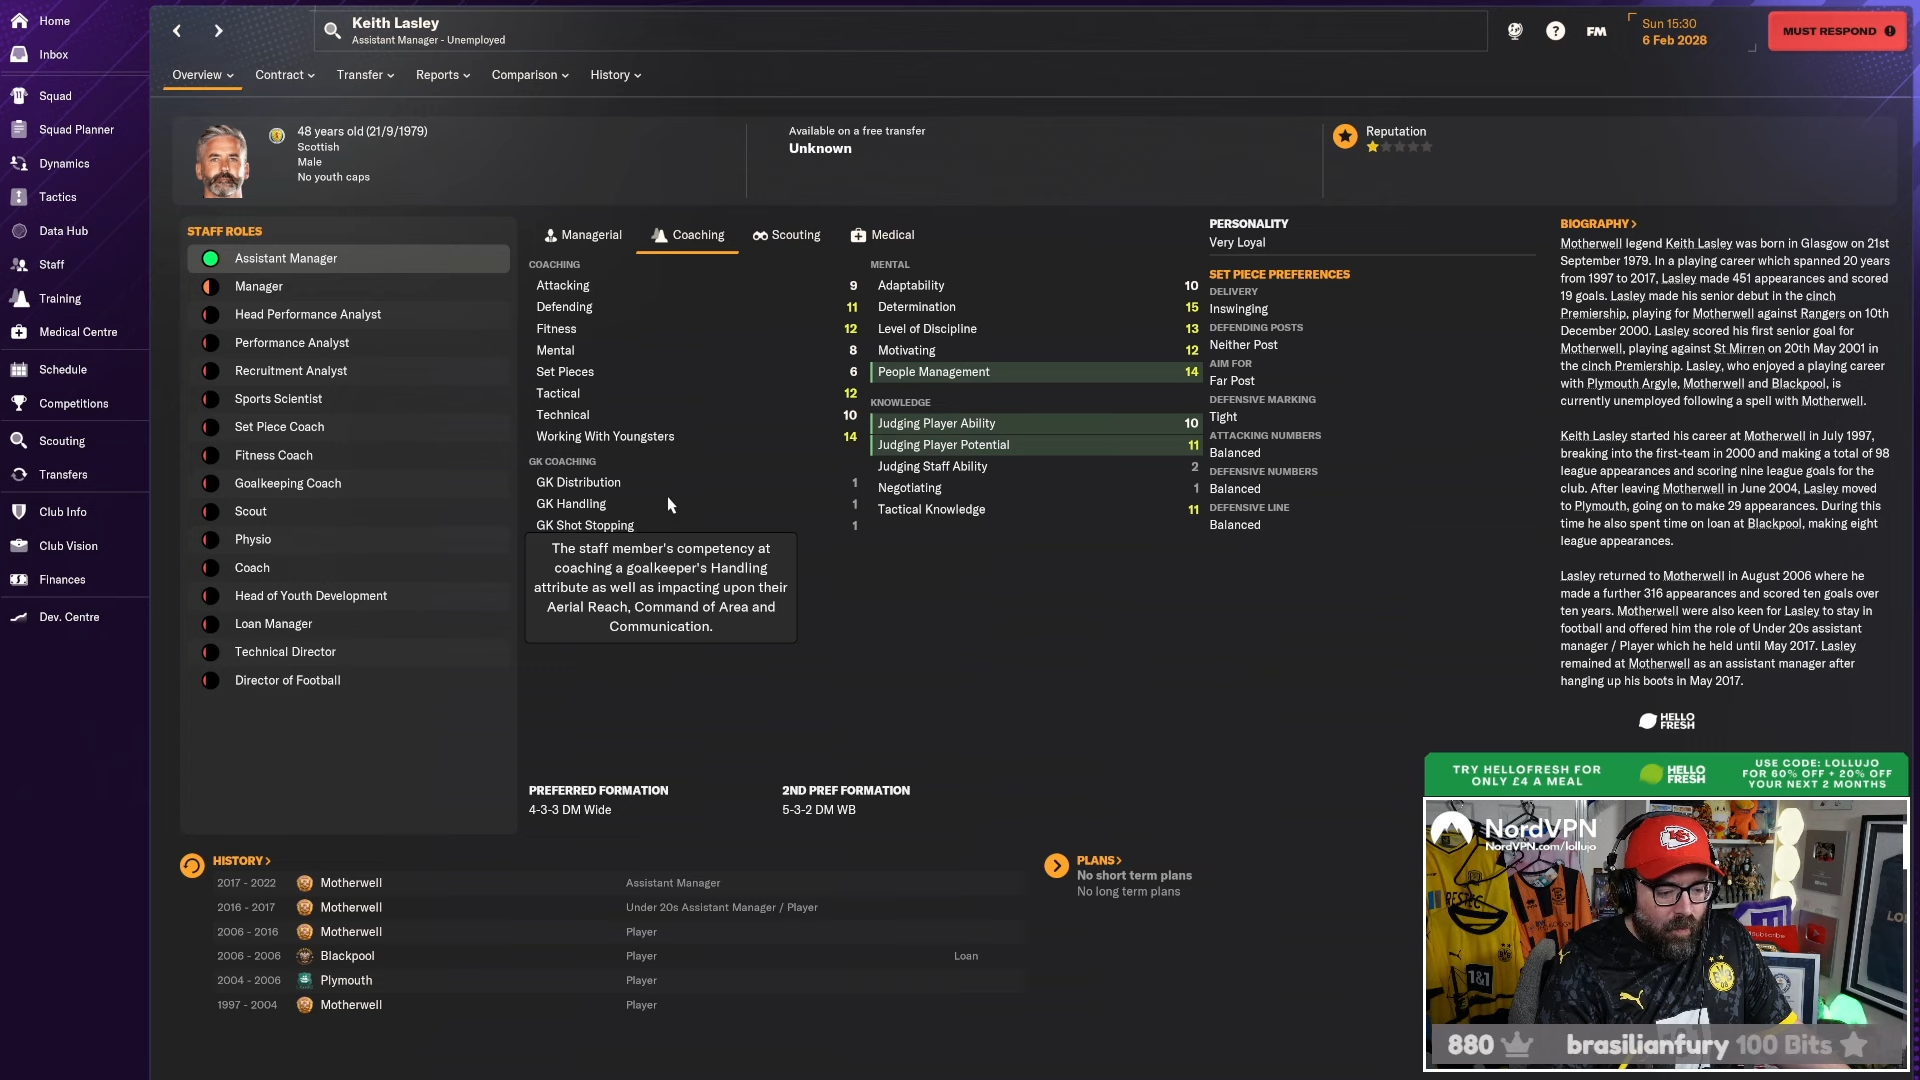 Home
Inbox
Squad
Squad Planner
Dynamics
Tactics
Data Hub
Staff
Training
Medical Centre
Schedule
Competitions
Scouting
Transfers
Club Info
Club Vision
Finances
Dev. Centre
Keith Lasley
Assistant Manager - Unemployed
FM
Sun 15:30
6 Feb 2028
MUST RESPOND
Overview
Contract
Transfer
Reports
Comparison
History
48 years old (21/9/1979)
Scottish
Male
No youth caps
Available on a free transfer
Unknown
Reputation
STAFF ROLES
Assistant Manager
Manager
Head Performance Analyst
Performance Analyst
Recruitment Analyst
Sports Scientist
Set Piece Coach
Fitness Coach
Goalkeeping Coach
Scout
Physio
Coach
Head of Youth Development
Loan Manager
Technical Director
Director of Football
Managerial
Coaching
Scouting
Medical
COACHING
Attacking 9
Defending 11
Fitness 12
Mental 8
Set Pieces 6
Tactical 12
Technical 10
Working With Youngsters 14
GK COACHING
GK Distribution 1
GK Handling 1
GK Shot Stopping 1
The staff member's competency at
coaching a goalkeeper's Handling
attribute as well as impacting upon their
Aerial Reach, Command of Area and
Communication.
MENTAL
Adaptability 10
Determination 15
Level of Discipline 13
Motivating 12
People Management 14
KNOWLEDGE
Judging Player Ability 10
Judging Player Potential 11
Judging Staff Ability 2
Negotiating 1
Tactical Knowledge 11
PERSONALITY
Very Loyal
SET PIECE PREFERENCES
DELIVERY
Inswinging
DEFENDING POSTS
Neither Post
AIM FOR
Far Post
DEFENSIVE MARKING
Tight
ATTACKING NUMBERS
Balanced
DEFENSIVE NUMBERS
Balanced
DEFENSIVE LINE
Balanced
BIOGRAPHY >
Motherwell legend Keith Lasley was born in Glasgow on 21st
September 1979. In a playing career which spanned 20 years
from 1997 to 2017, Lasley made 451 appearances and scored
19 goals. Lasley made his senior debut in the cinch
Premiership, playing for Motherwell against Rangers on 10th
December 2000. Lasley scored his first senior goal for
Motherwell, playing against St Mirren on 20th May 2001 in
the cinch Premiership. Lasley, who enjoyed a playing career
with Plymouth Argyle, Motherwell and Blackpool, is
currently unemployed following a spell with Motherwell.
Keith Lasley started his career at Motherwell in July 1997,
breaking into the first-team in 2000 and making a total of 98
league appearances and scoring nine league goals for the
club. After leaving Motherwell in June 2004, Lasley moved
to Plymouth, going on to make 29 appearances. During this
time he also spent time on loan at Blackpool, making eight
league appearances.
Lasley returned to Motherwell in August 2006 where he
made a further 316 appearances and scored ten goals over
ten years. Motherwell were also keen for Lasley to stay in
football and offered him the role of Under 20s assistant
manager / Player which he held until May 2017. Lasley
remained at Motherwell as an assistant manager after
hanging up his boots in May 2017.
PREFERRED FORMATION
4-3-3 DM Wide
2ND PREF FORMATION
5-3-2 DM WB
HISTORY >
2017 - 2022 Motherwell Assistant Manager
2016 - 2017 Motherwell Under 20s Assistant Manager / Player
2006 - 2016 Motherwell Player
2006 - 2006 Blackpool Player Loan
2004 - 2006 Plymouth Player
1997 - 2004 Motherwell Player
PLANS >
No short term plans
No long term plans
HELLO
FRESH
TRY HELLOFRESH FOR
ONLY £4 A MEAL
HELLO
FRESH
USE CODE: LOLLUJO
FOR 60% OFF + 20% OFF
YOUR NEXT 2 MONTHS
NordVPN
NordVPN.com/lollujo
Subscribe
1&1
880
brasilianfury 100 Bits